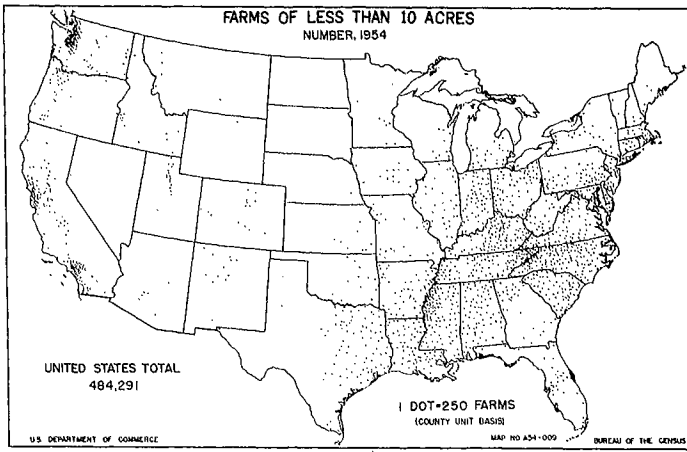 FARMS OF LESS THAN 10 ACRES
NUMBER, 1954
UNITED STATES TOTAL
484,291
1 DOT=250 FARMS
(COUNTY UNIT BASIS)
U.S. DEPARTMENT OF COMMERCE
MAP NO A54-009
BUREAU OF THE CENSUS